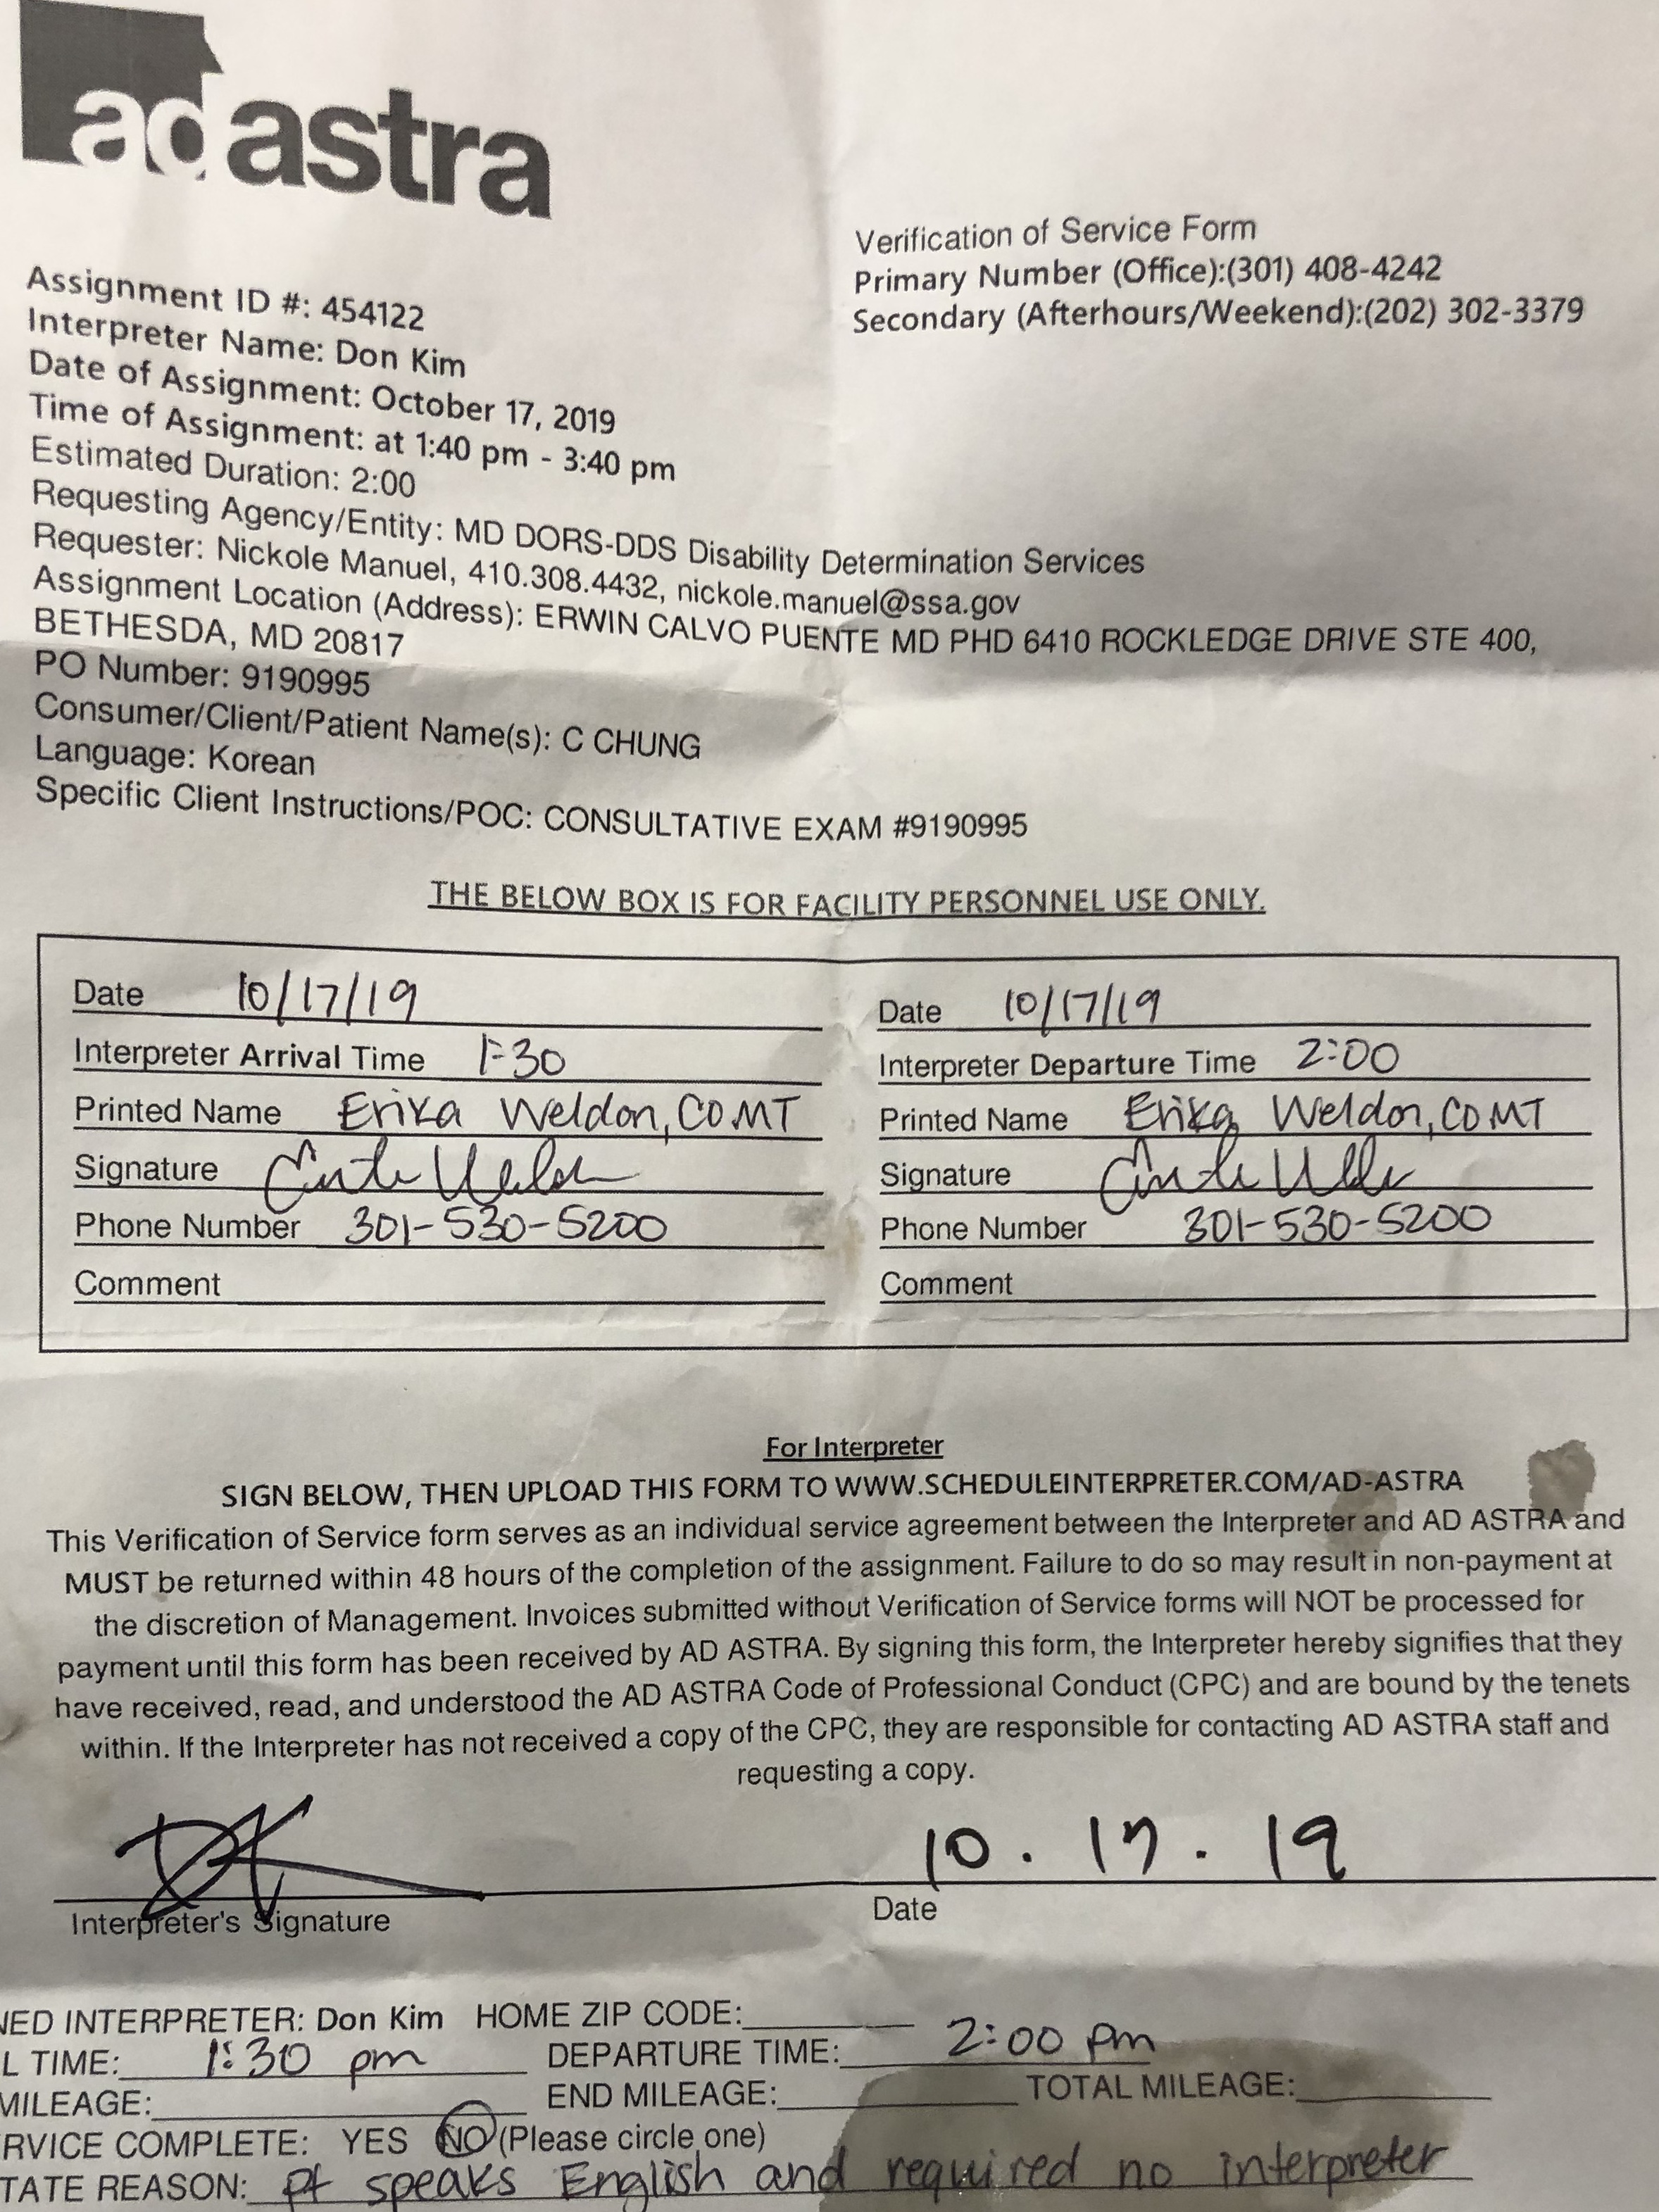 ad astra
Verification of Service Form
Primary Number (Office):(301) 408-4242
Secondary (Afterhours/Weekend):(202) 302-3379
Assignment ID #: 454122
Interpreter Name: Don Kim
Date of Assignment: October 17, 2019
Time of Assignment: at 1:40 pm - 3:40 pm
Estimated Duration: 2:00
Requesting Agency/Entity: MD DORS-DDS Disability Determination Services
Requester: Nickole Manuel, 410.308.4432, nickole.manuel@ssa.gov
Assignment Location (Address): ERWIN CALVO PUENTE MD PHD 6410 ROCKLEDGE DRIVE STE 400,
BETHESDA, MD 20817
PO Number: 9190995
Consumer/Client/Patient Name(s): C CHUNG
Language: Korean
Specific Client Instructions/POC: CONSULTATIVE EXAM #9190995
THE BELOW BOX IS FOR FACILITY PERSONNEL USE ONLY.
Date 10/17/19
Interpreter Arrival Time 1:30
Printed Name Erika Weldon, COMT
Signature
Phone Number 301-530-5200
Comment
Date 10/17/19
Interpreter Departure Time 2:00
Printed Name Erika Weldon, COMT
Signature
Phone Number 301-530-5200
Comment
For Interpreter
SIGN BELOW, THEN UPLOAD THIS FORM TO WWW.SCHEDULEINTERPRETER.COM/AD-ASTRA
This Verification of Service form serves as an individual service agreement between the Interpreter and AD ASTRA and
MUST be returned within 48 hours of the completion of the assignment. Failure to do so may result in non-payment at
the discretion of Management. Invoices submitted without Verification of Service forms will NOT be processed for
payment until this form has been received by AD ASTRA. By signing this form, the Interpreter hereby signifies that they
have received, read, and understood the AD ASTRA Code of Professional Conduct (CPC) and are bound by the tenets
within. If the Interpreter has not received a copy of the CPC, they are responsible for contacting AD ASTRA staff and
requesting a copy.
10.17.19
Interpreter's Signature Date
NED INTERPRETER: Don Kim HOME ZIP CODE:
L TIME: 1:30 pm DEPARTURE TIME: 2:00 pm
MILEAGE: END MILEAGE: TOTAL MILEAGE:
RVICE COMPLETE: YES NO (Please circle one)
TATE REASON: pt speaks English and required no interpreter